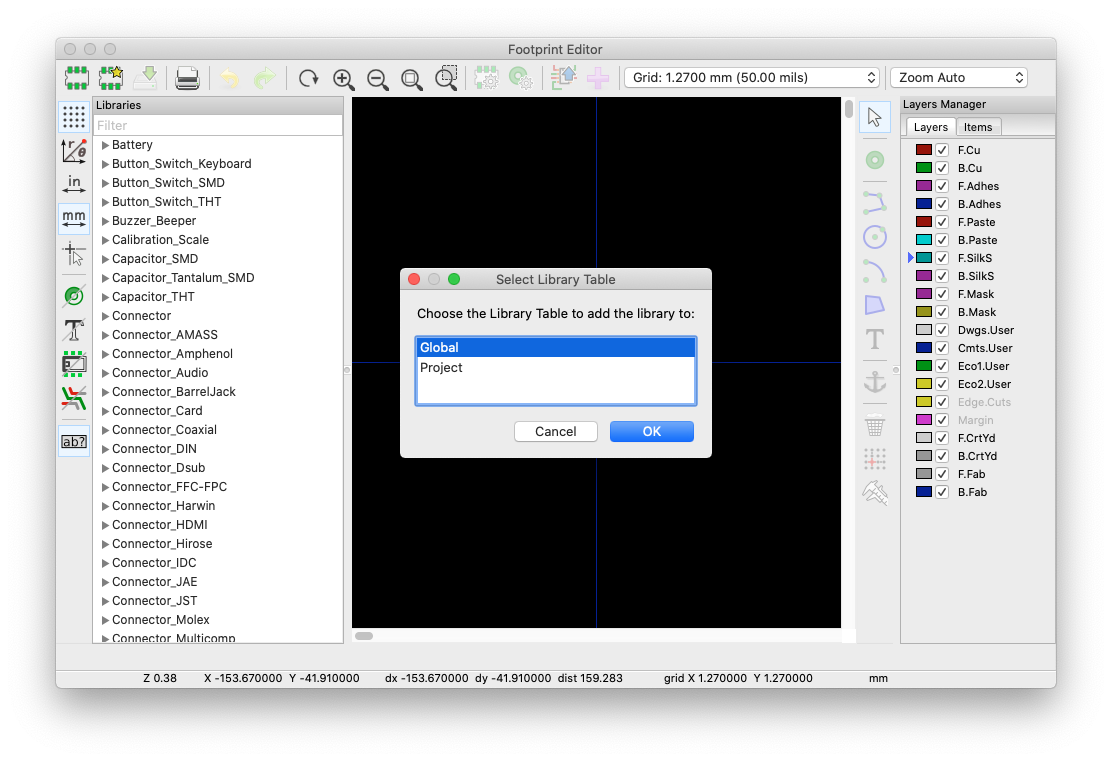 Footprint Editor
Grid: 1.2700 mm (50.00 mils)
Zoom Auto
Libraries
Filter
Battery
Button_Switch_Keyboard
Button_Switch_SMD
Button_Switch_THT
Buzzer_Beeper
Calibration_Scale
Capacitor_SMD
Capacitor_Tantalum_SMD
Capacitor_THT
Connector
Connector_AMASS
Connector_Amphenol
Connector_Audio
Connector_BarrelJack
Connector_Card
Connector_Coaxial
Connector_DIN
Connector_Dsub
Connector_FFC-FPC
Connector_Harwin
Connector_HDMI
Connector_Hirose
Connector_IDC
Connector_JAE
Connector_JST
Connector_Molex
Connector_Multicomp
in
mm
ab?
Select Library Table
Choose the Library Table to add the library to:
Global
Project
Cancel
OK
T
Layers Manager
Layers
Items
F.Cu
B.Cu
F.Adhes
B.Adhes
F.Paste
B.Paste
F.SilkS
B.SilkS
F.Mask
B.Mask
Dwgs.User
Cmts.User
Eco1.User
Eco2.User
Edge.Cuts
Margin
F.CrtYd
B.CrtYd
F.Fab
B.Fab
Z 0.38
X -153.670000 Y -41.910000
dx -153.670000 dy -41.910000 dist 159.283
grid X 1.270000 Y 1.270000
mm